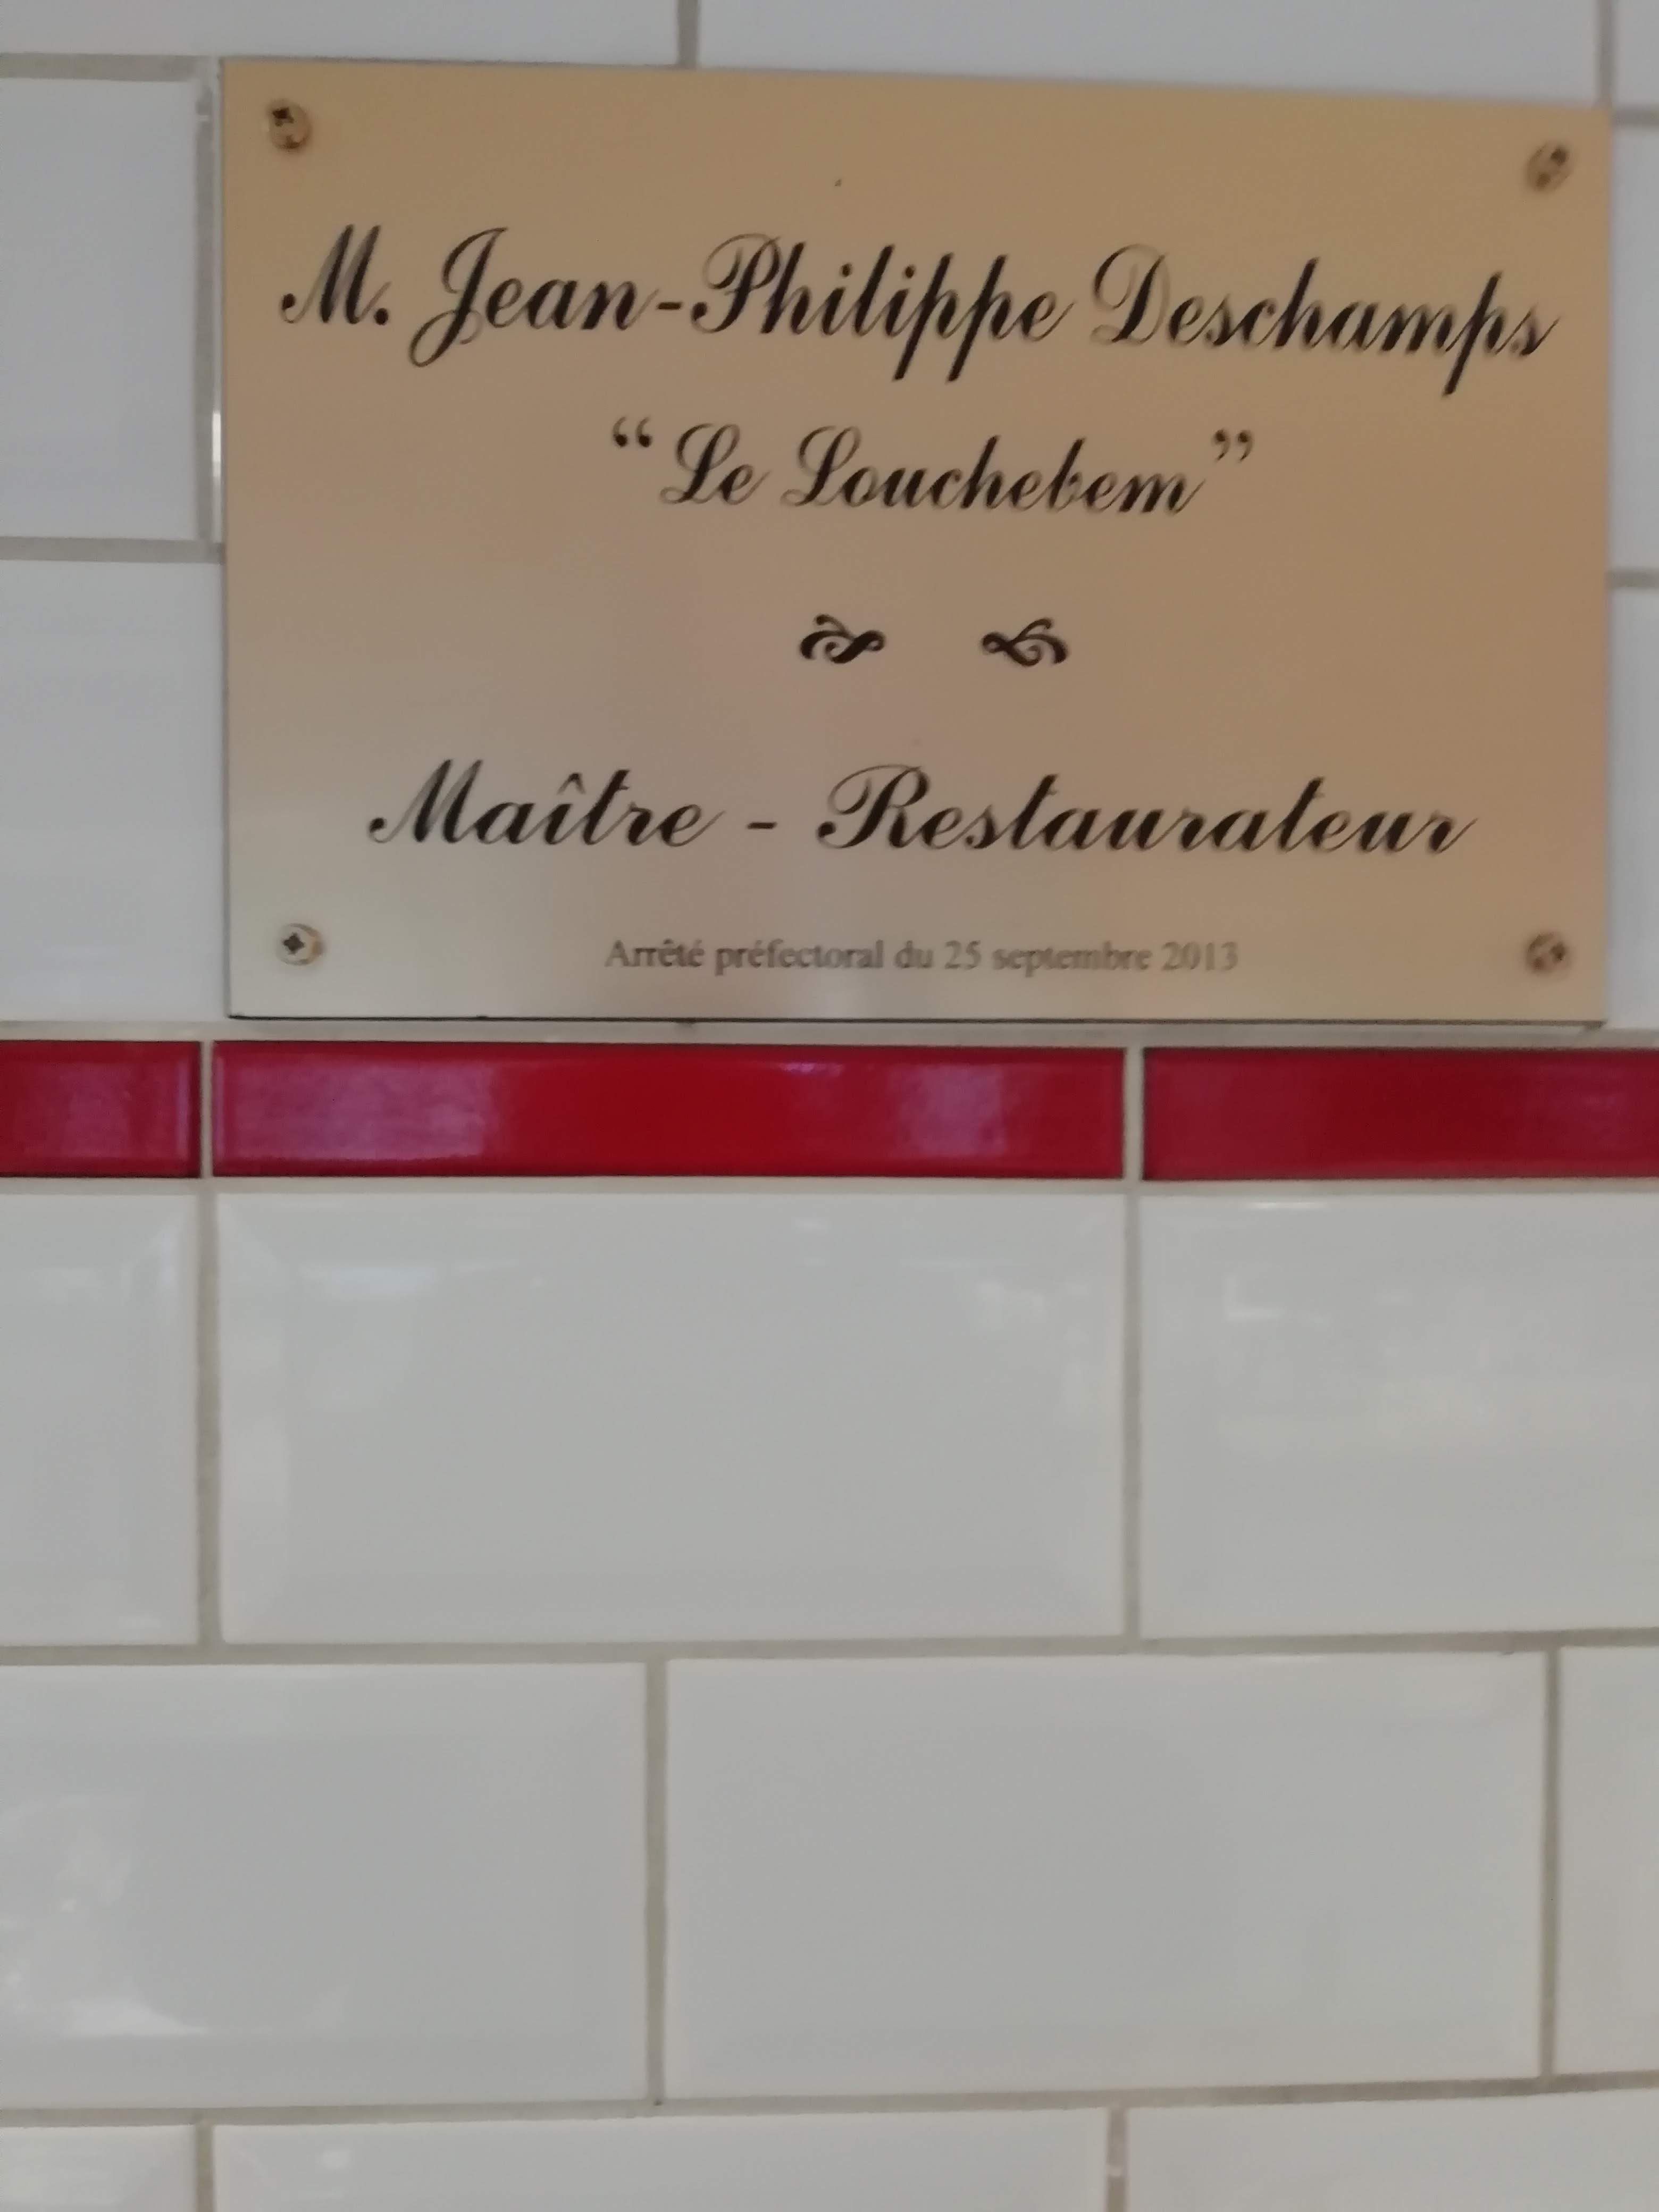 M. Jean-Philippe Deschamps
“Le Louchebem”
Maître - Restaurateur
Arrêté préfectoral du 25 septembre 2013